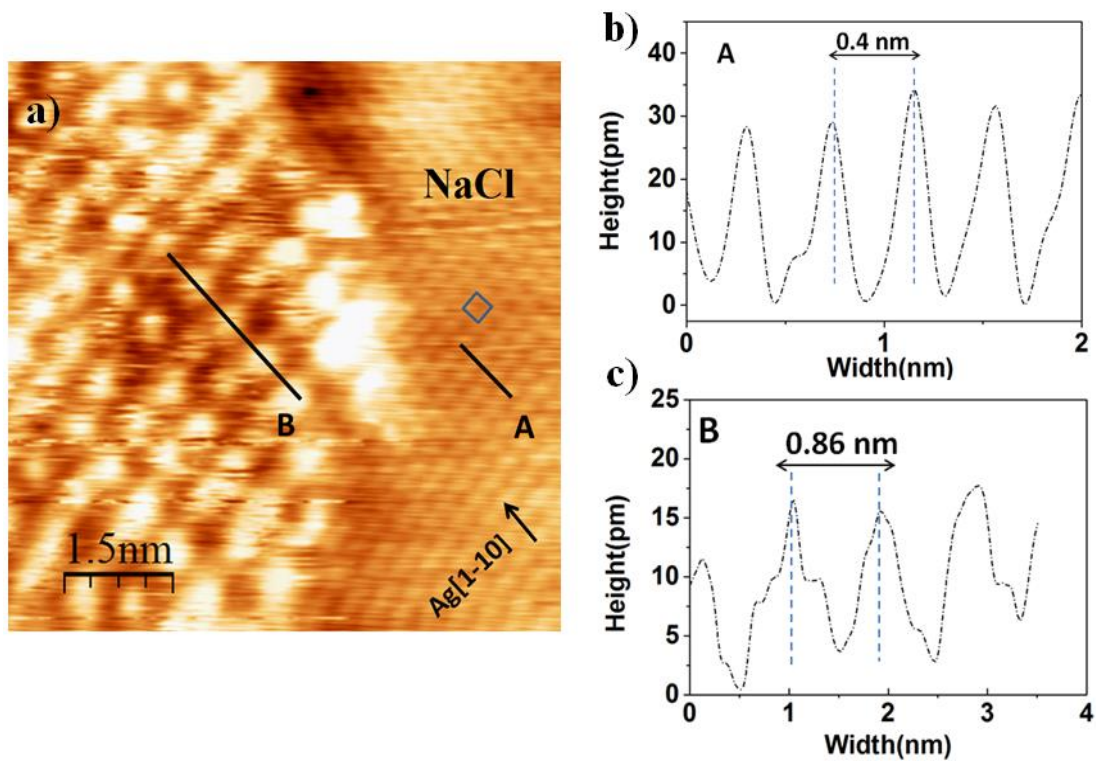 a)
NaCl
B
A
1.5nm
Ag[1-10]
b)
A
0.4 nm
Height(pm)
40
30
20
10
0
0
1
2
Width(nm)
c)
B
0.86 nm
Height(pm)
25
20
15
10
5
0
0
1
2
3
4
Width(nm)